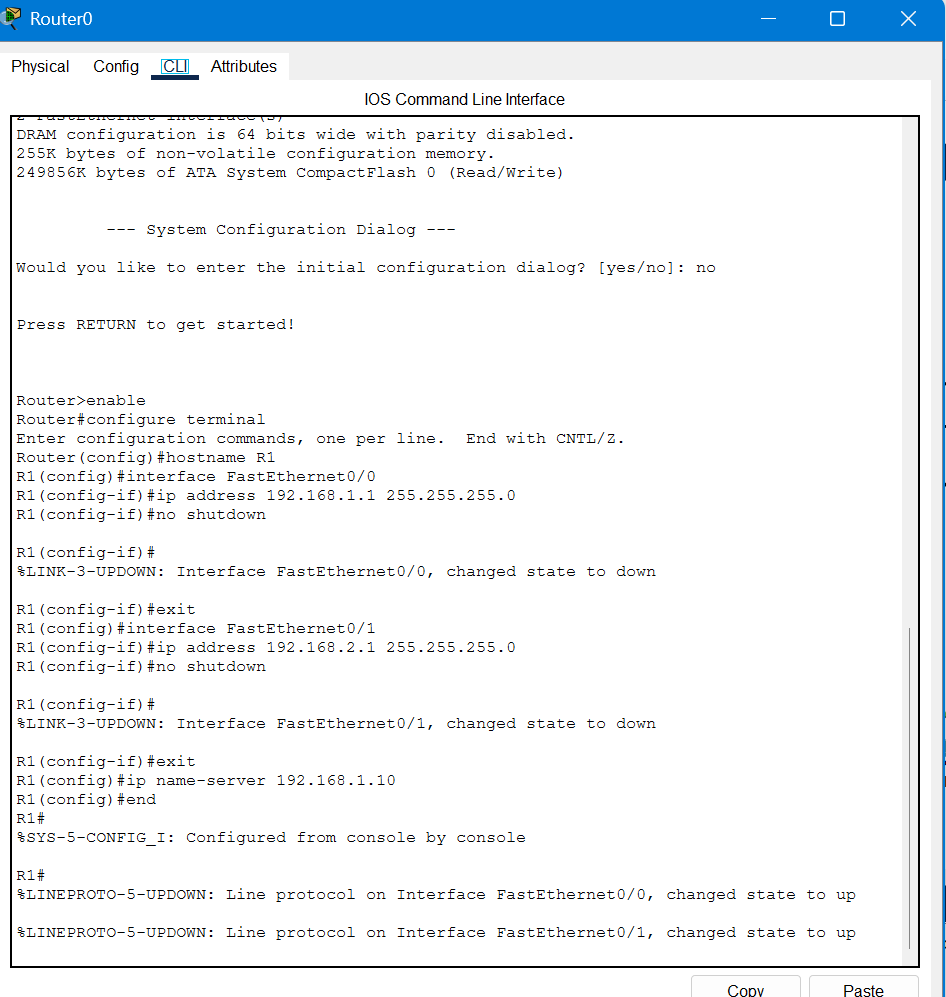 Router0
Physical Config CLI Attributes
IOS Command Line Interface
2 FastEthernet interface(s)
DRAM configuration is 64 bits wide with parity disabled.
255K bytes of non-volatile configuration memory.
249856K bytes of ATA System CompactFlash 0 (Read/Write)
--- System Configuration Dialog ---
Would you like to enter the initial configuration dialog? [yes/no]: no
Press RETURN to get started!
Router>enable
Router#configure terminal
Enter configuration commands, one per line.  End with CNTL/Z.
Router(config)#hostname R1
R1(config)#interface FastEthernet0/0
R1(config-if)#ip address 192.168.1.1 255.255.255.0
R1(config-if)#no shutdown
R1(config-if)#
%LINK-3-UPDOWN: Interface FastEthernet0/0, changed state to down
R1(config-if)#exit
R1(config)#interface FastEthernet0/1
R1(config-if)#ip address 192.168.2.1 255.255.255.0
R1(config-if)#no shutdown
R1(config-if)#
%LINK-3-UPDOWN: Interface FastEthernet0/1, changed state to down
R1(config-if)#exit
R1(config)#ip name-server 192.168.1.10
R1(config)#end
R1#
%SYS-5-CONFIG_I: Configured from console by console
R1#
%LINEPROTO-5-UPDOWN: Line protocol on Interface FastEthernet0/0, changed state to up
%LINEPROTO-5-UPDOWN: Line protocol on Interface FastEthernet0/1, changed state to up
Copy Paste